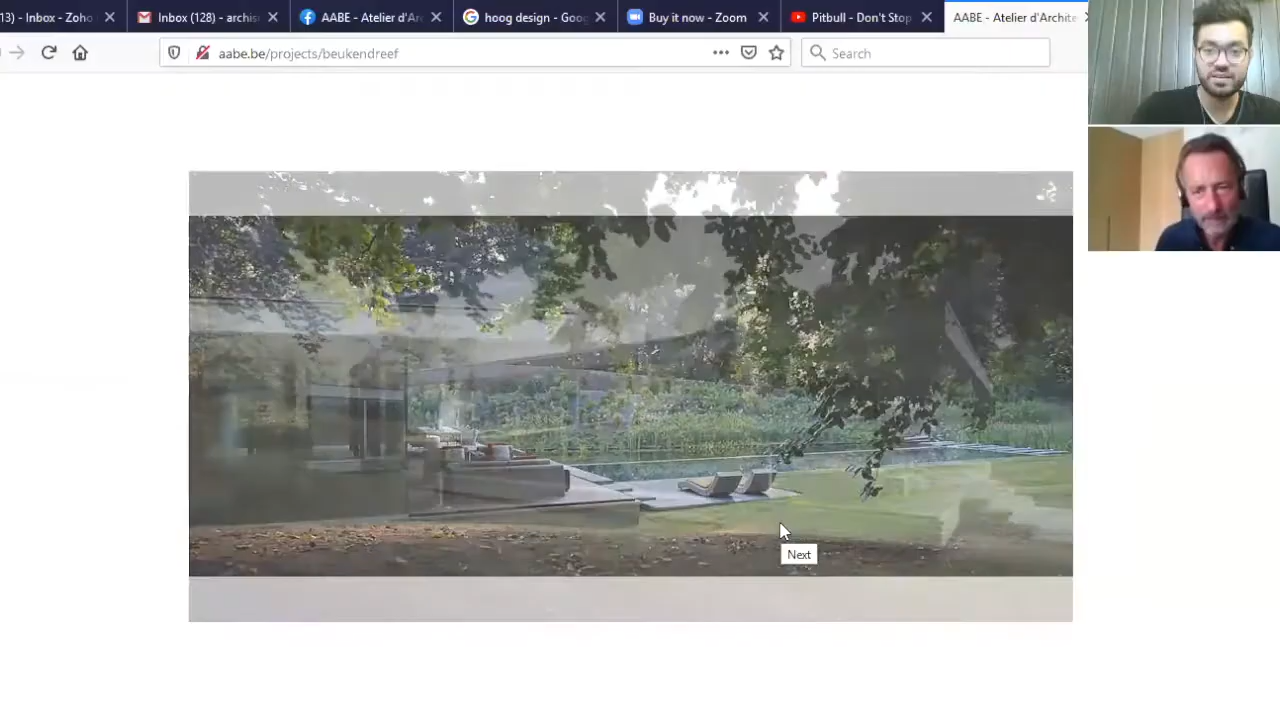 13) - Inbox - Zoho
Inbox (128) - archis
AABE - Atelier d'Ar
hoog design - Goo
Buy it now - Zoom
Pitbull - Don't Stop
AABE - Atelier d'Archite
aabe.be/projects/beukendreef
Search
Next